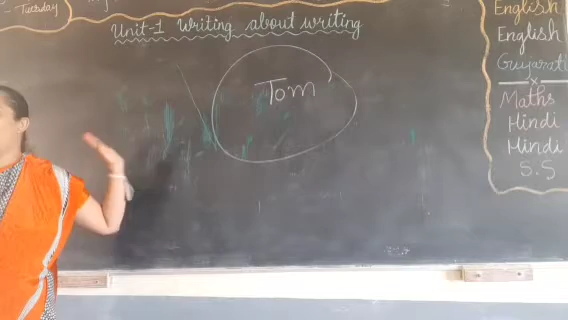 Tuesday
Unit-1 Writing about writing
Tom
English
English
Gujarati
Maths
Hindi
Hindi
S.S